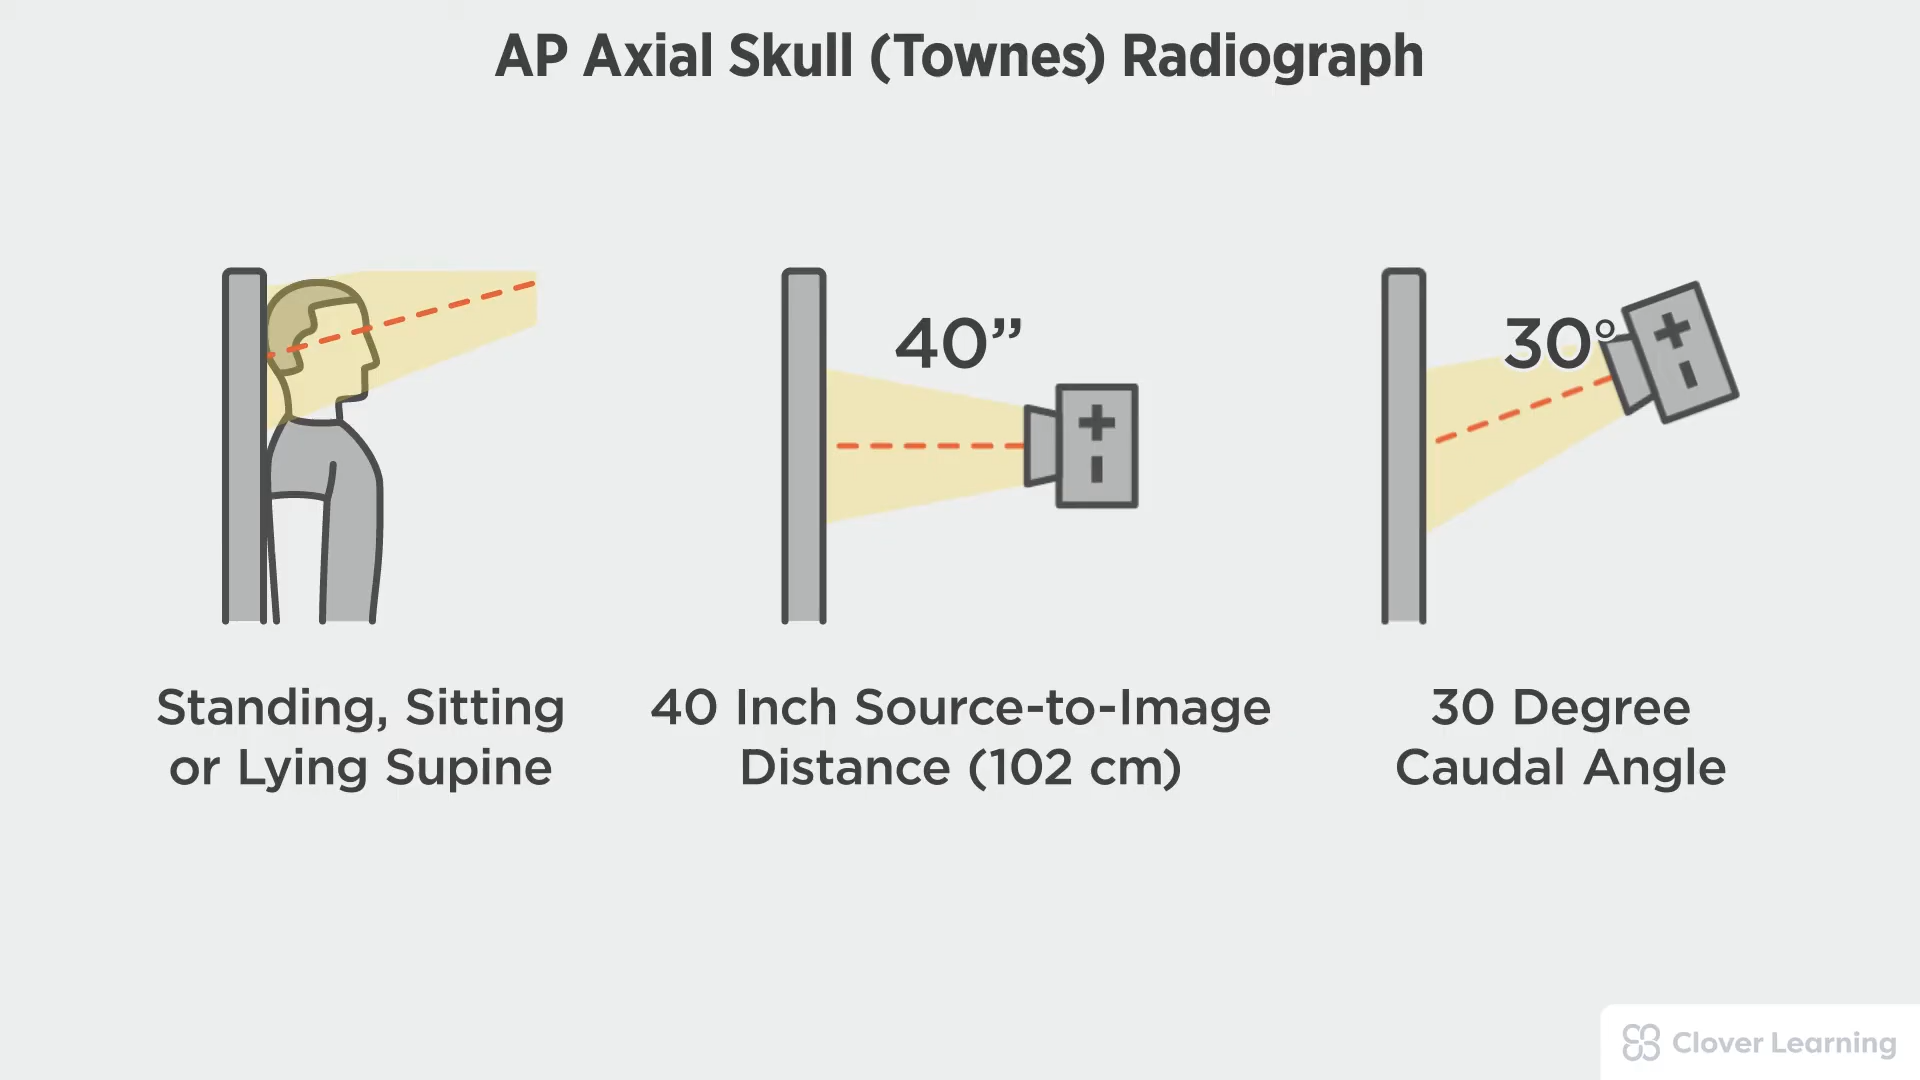 AP Axial Skull (Townes) Radiograph
40”
30°
Standing, Sitting
or Lying Supine
40 Inch Source-to-Image
Distance (102 cm)
30 Degree
Caudal Angle
Clover Learning